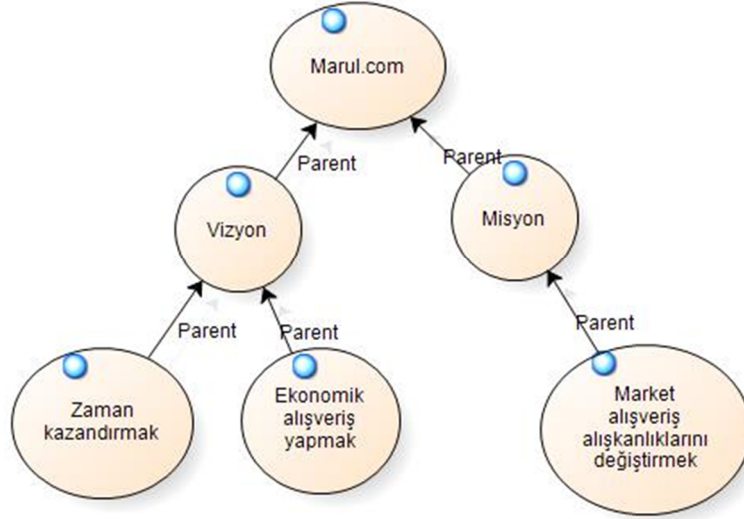 Marul.com
Parent
Parent
Vizyon
Misyon
Parent
Parent
Parent
Zaman
kazandırmak
Ekonomik
alışveriş
yapmak
Market
alışveriş
alışkanlıklarını
değiştirmek